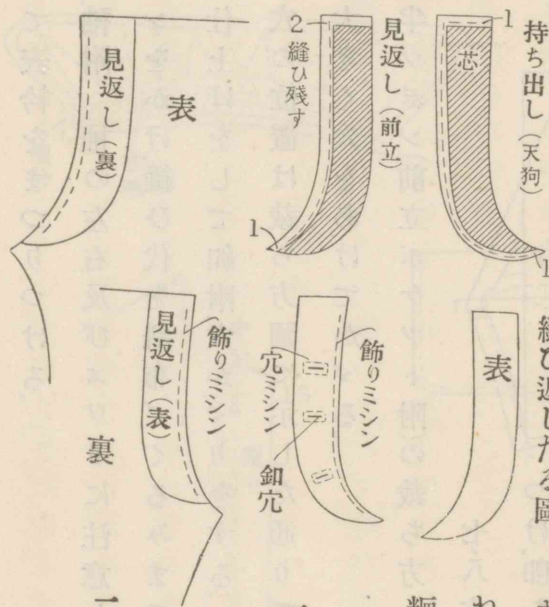 持ち出し（天狗）
1
芯
1
見返し（前立）
2 縫ひ残す
1
表
見返し（裏）
縫ひ返したる圖
表
飾りミシン
穴ミシン
釦穴
飾りミシン
見返し（表）
裏